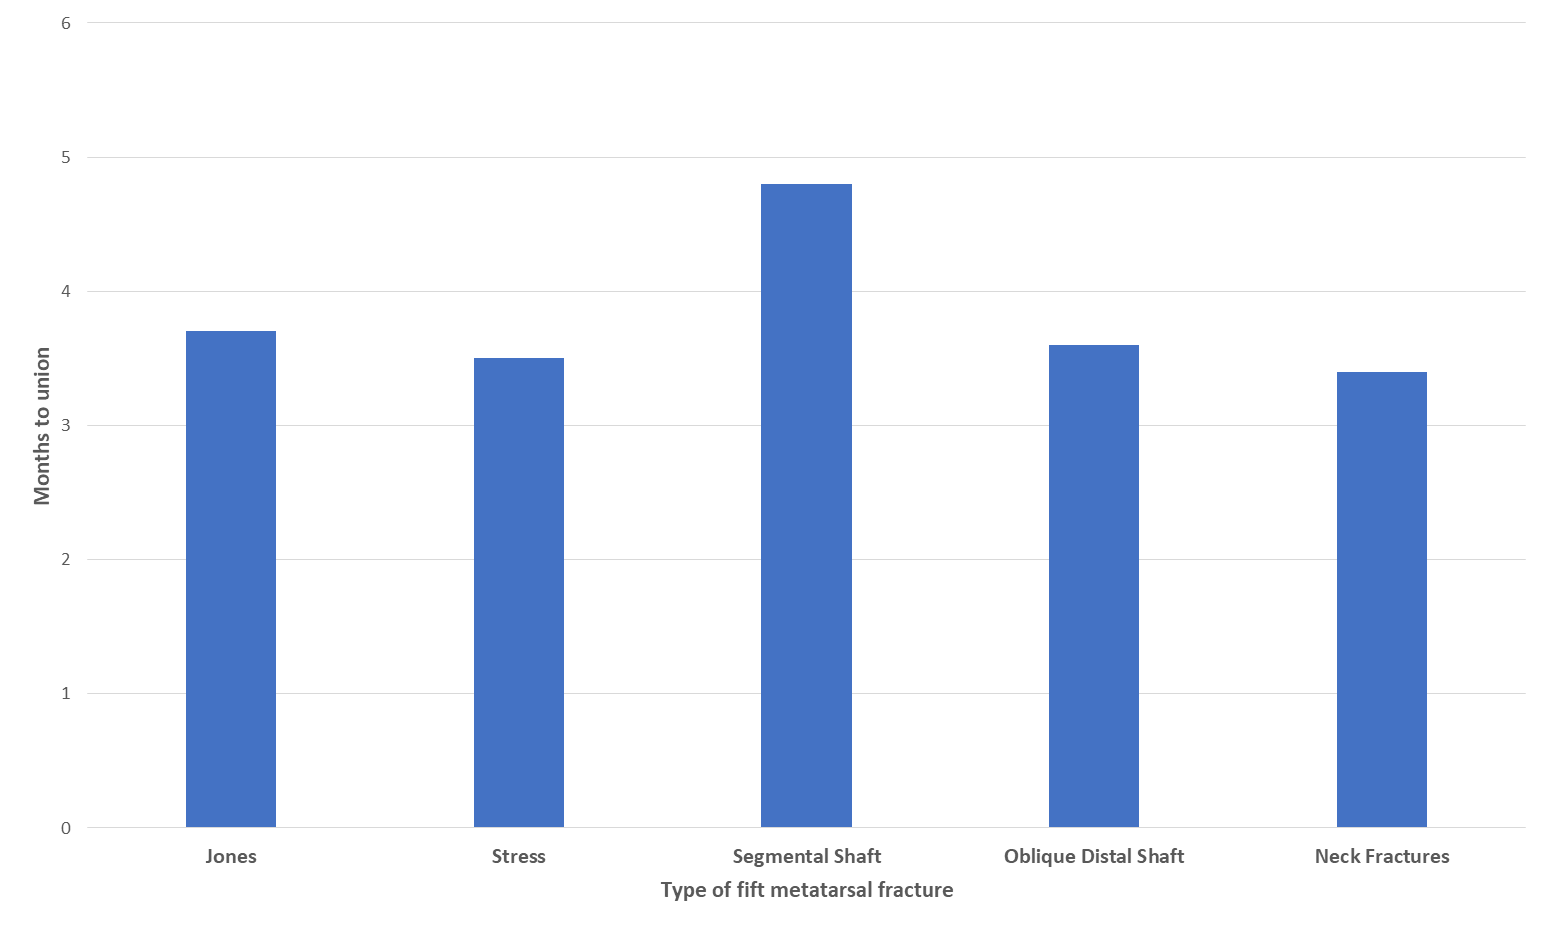 6
5
4
3
2
1
0
Months to union
Jones
Stress
Segmental Shaft
Oblique Distal Shaft
Neck Fractures
Type of fift metatarsal fracture